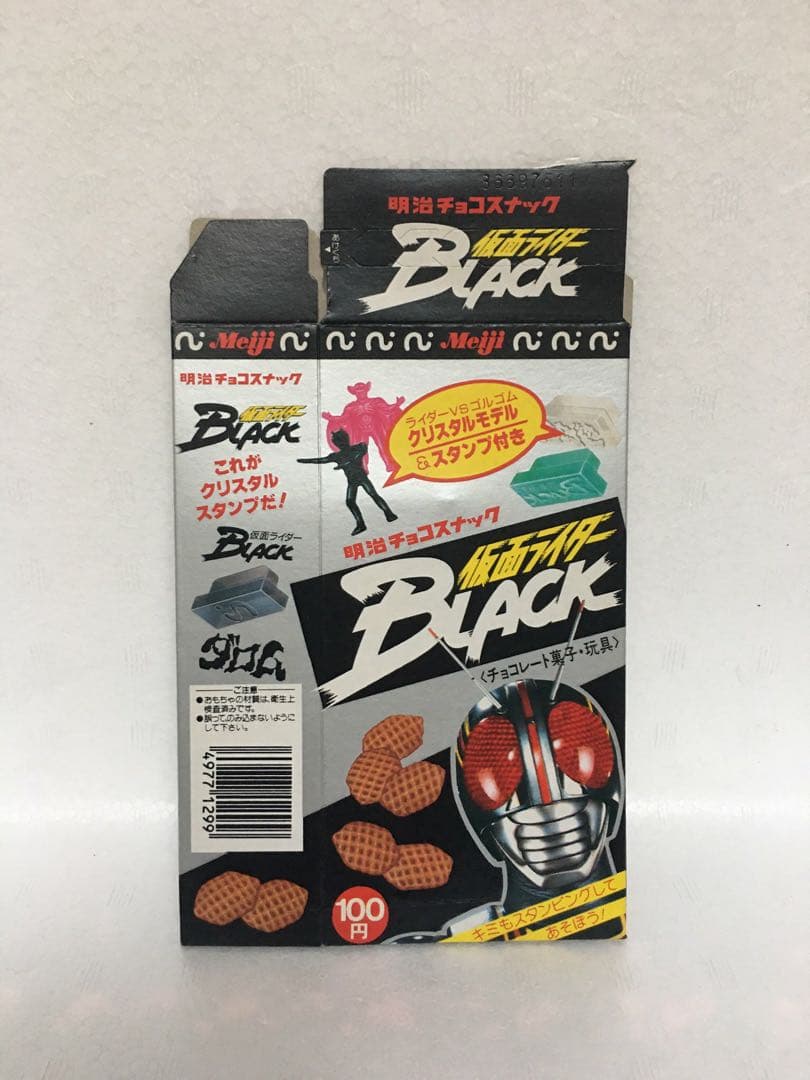 明治チョコスナック
仮面ライダー
BLACK
あけくち
Meiji
明治チョコスナック
仮面ライダー
BLACK
これが
クリスタル
スタンプだ!
仮面ライダー
BLACK
ダロム
ご注意
●おもちゃの材質は、衛生上
検査済みです。
●誤ってのみ込まないように
して下さい。
4977 1299
Meiji
ライダーVSゴルゴム
クリスタルモデル
&スタンプ付き
明治チョコスナック
仮面ライダー
BLACK
〈チョコレート菓子・玩具〉
100
円
キミもスタンピングして
あそぼう!